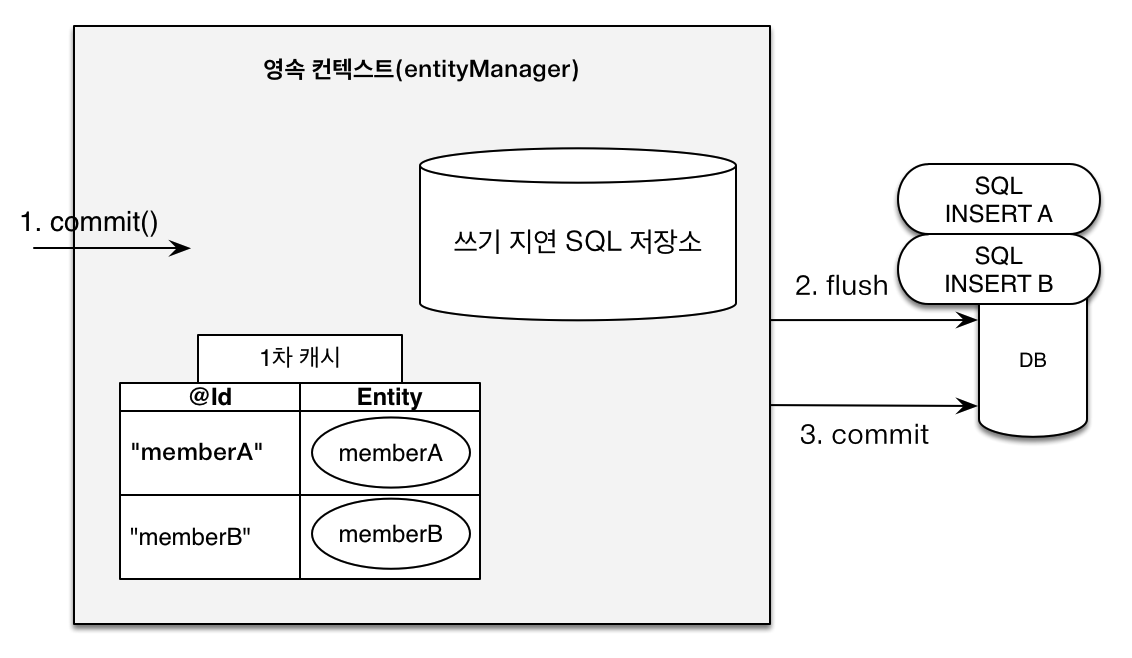 영속 컨텍스트(entityManager)
1. commit()
쓰기 지연 SQL 저장소
SQL
INSERT A
SQL
INSERT B
2. flush
DB
3. commit
1차 캐시
@Id Entity
"memberA" memberA
"memberB" memberB